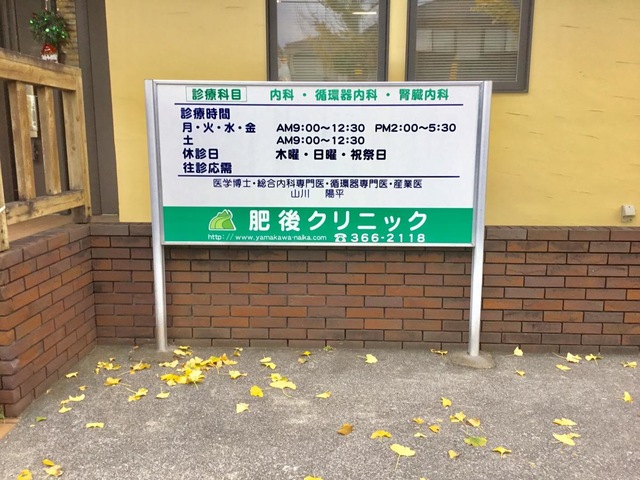 診療科目 内科・循環器内科・腎臓内科
診療時間
月・火・水・金 AM9:00〜12:30 PM2:00〜5:30
土 AM9:00〜12:30
休診日 木曜・日曜・祝祭日
往診応需
医学博士・総合内科専門医・循環器専門医・産業医
山川 陽平
肥後クリニック
http://www.yamakawa-naika.com ☎366-2118